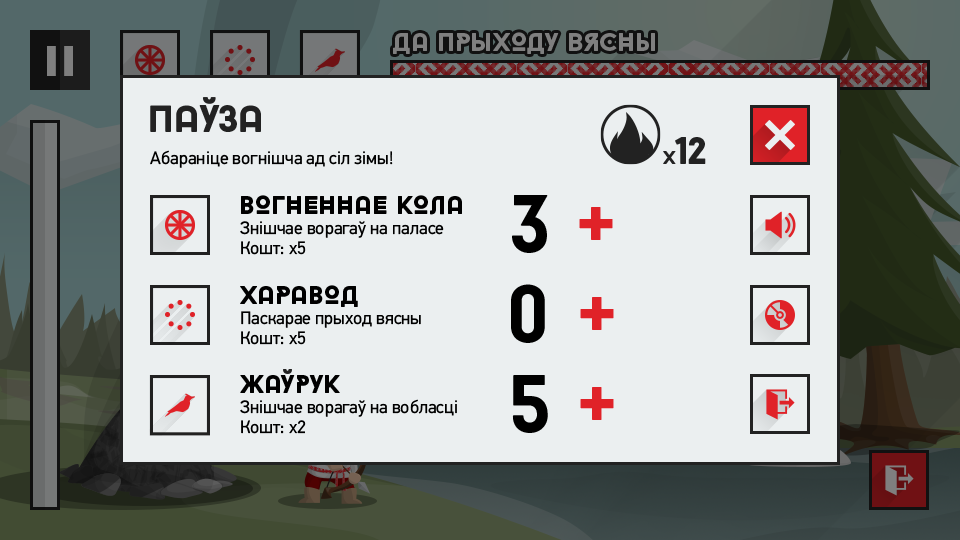 ДА ПРЫХОДУ ВЯСНЫ
ПАЎЗА
Абараніце вогнішча ад сіл зімы!
x12
ВОГНЕННАЕ КОЛА
Знішчае ворагаў на паласе
Кошт: x5
3 +
ХАРАВОД
Паскарае прыход вясны
Кошт: x5
0 +
ЖАЎРУК
Знішчае ворагаў на вобласці
Кошт: x2
5 +